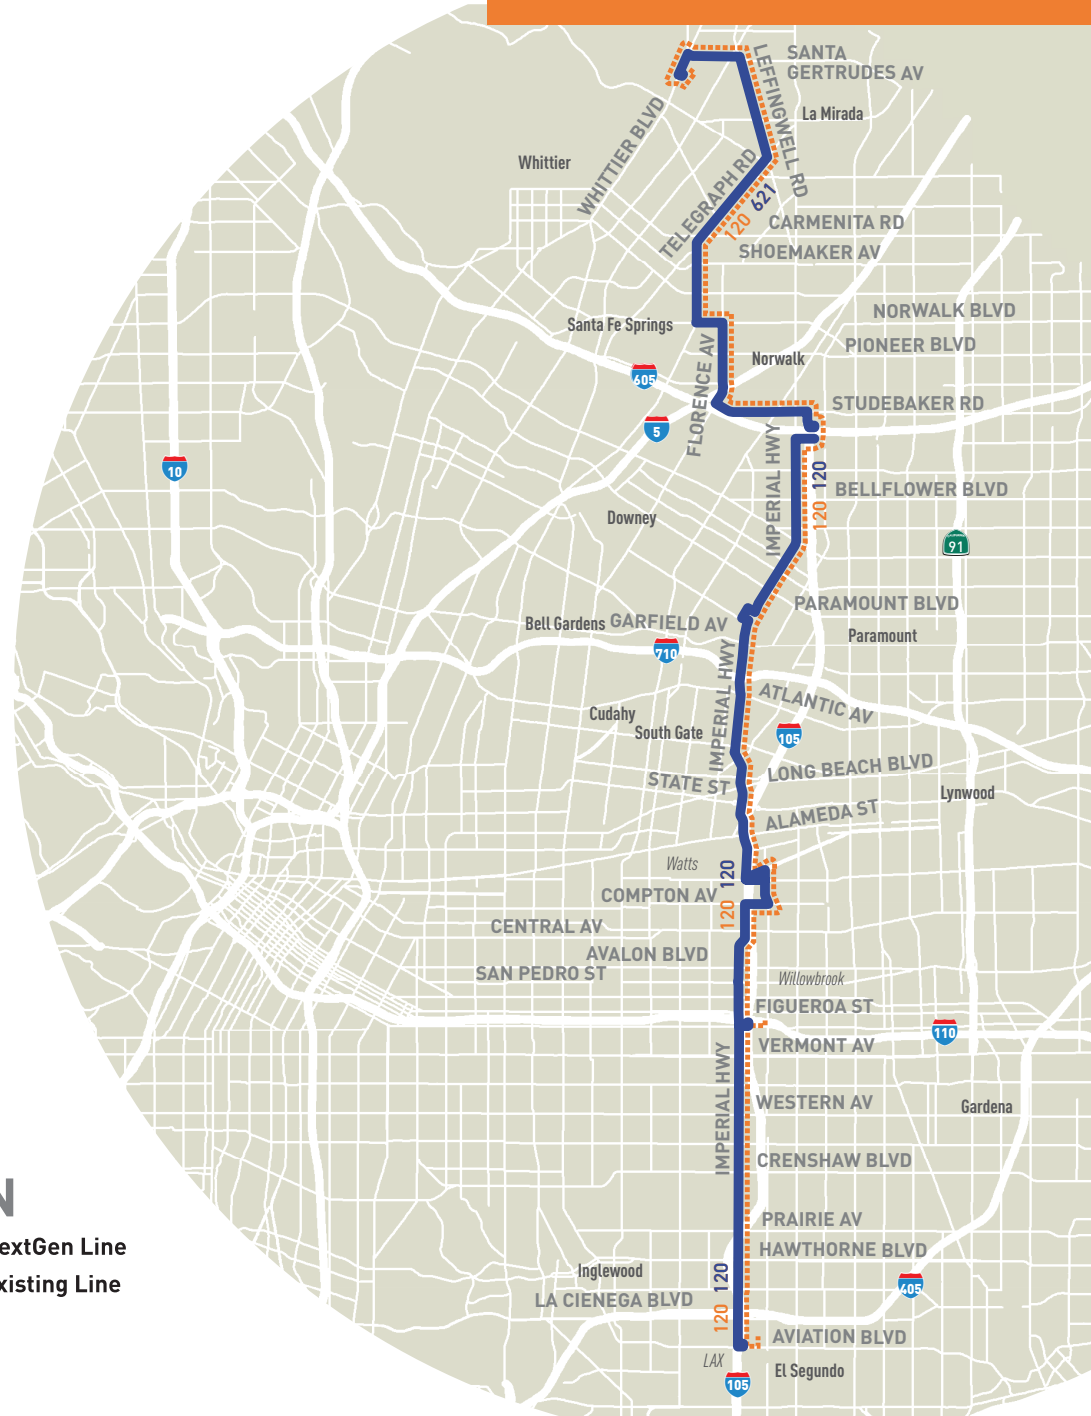 SANTA
GERTRUDES AV
LEFFINGWELL RD
La Mirada
WHITTIER BLVD
Whittier
TELEGRAPH RD
621
120
CARMENITA RD
SHOEMAKER AV
NORWALK BLVD
Santa Fe Springs
PIONEER BLVD
Norwalk
605
FLORENCE AV
STUDEBAKER RD
5
IMPERIAL HWY
10
120
BELLFLOWER BLVD
120
Downey
91
PARAMOUNT BLVD
Bell Gardens
GARFIELD AV
Paramount
710
IMPERIAL HWY
ATLANTIC AV
Cudahy
South Gate
105
LONG BEACH BLVD
STATE ST
Lynwood
ALAMEDA ST
Watts
120
COMPTON AV
120
CENTRAL AV
AVALON BLVD
SAN PEDRO ST
Willowbrook
FIGUEROA ST
110
VERMONT AV
IMPERIAL HWY
WESTERN AV
Gardena
CRENSHAW BLVD
N
PRAIRIE AV
extGen Line
HAWTHORNE BLVD
Inglewood
120
xisting Line
405
LA CIENEGA BLVD
120
AVIATION BLVD
LAX
El Segundo
105